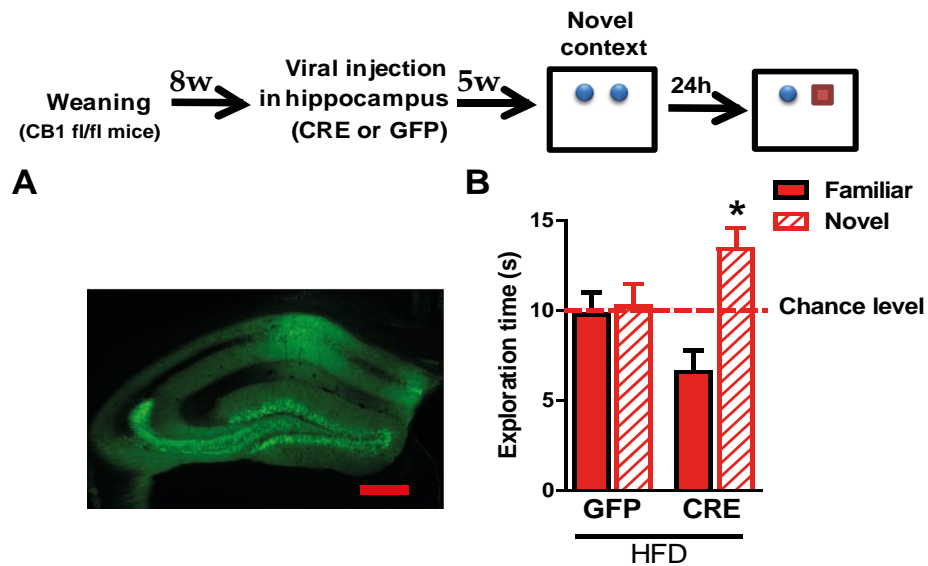 Weaning
(CB1 fl/fl mice)
8w
Viral injection
in hippocampus
(CRE or GFP)
5w
Novel
context
24h
A
B
Familiar
Novel
Exploration time (s)
15
10
5
0
*
Chance level
GFP CRE
HFD